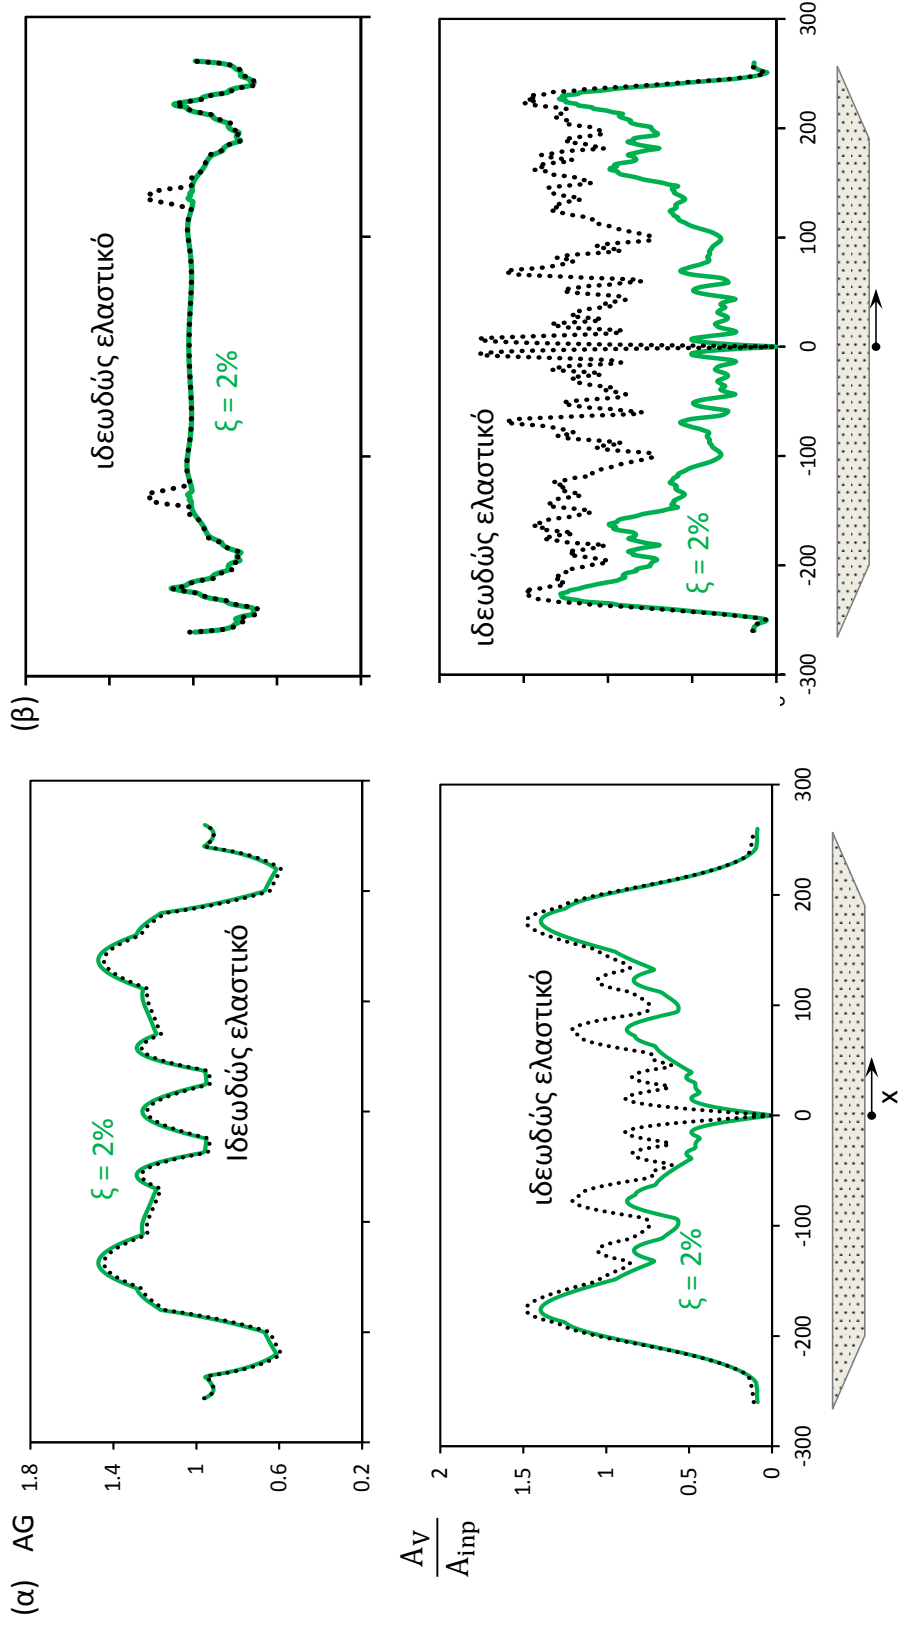 (α) AG
1.8
1.4
1
0.6
0.2
ξ = 2%
Ιδεωδώς ελαστικό
(β)
ιδεωδώς ελαστικό
ξ = 2%
A_V
A_inp
2
1.5
1
0.5
0
ιδεωδώς ελαστικό
ξ = 2%
-300 -200 -100 0 100 200 300
x
ιδεωδώς ελαστικό
ξ = 2%
-300 -200 -100 0 100 200 300